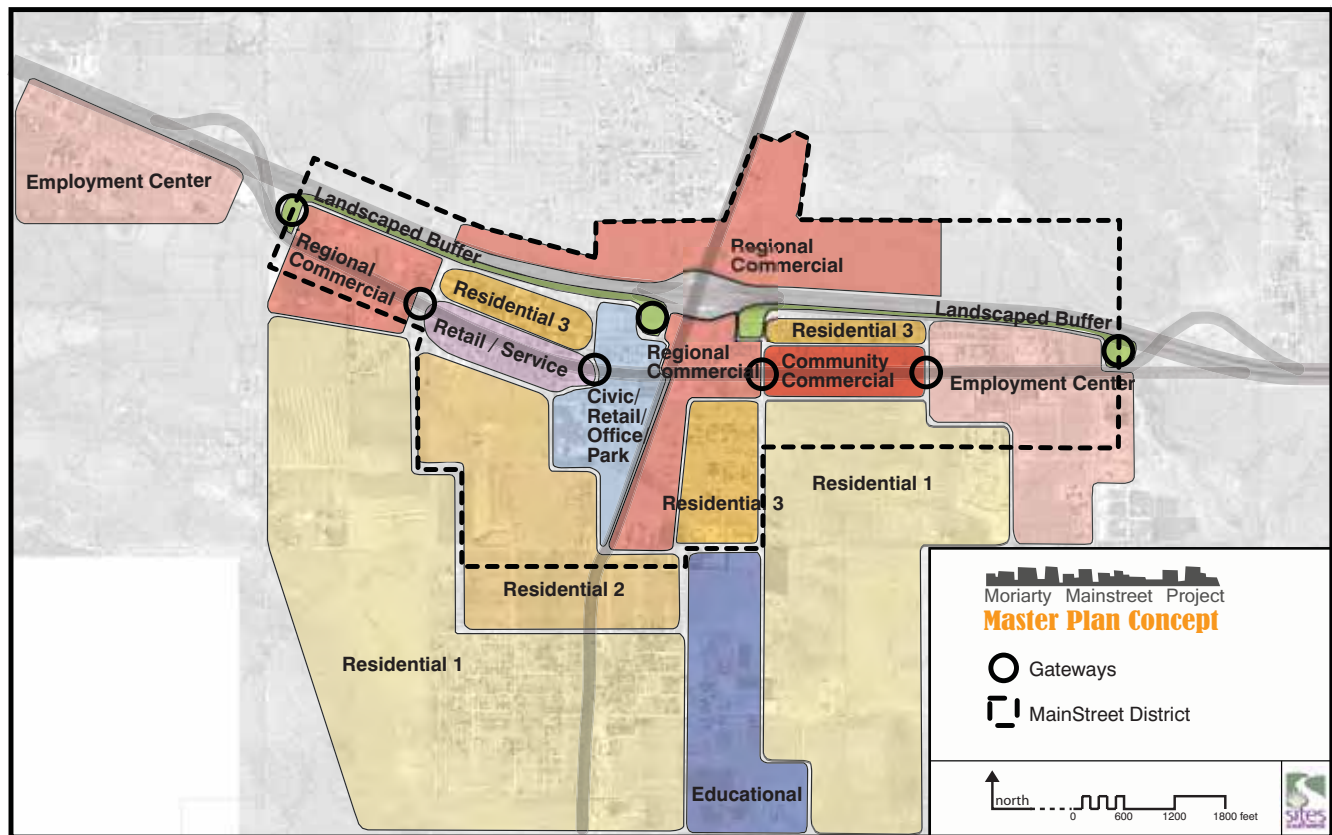 Employment Center
Landscaped Buffer
Regional
Commercial
Regional
Commercial
Residential 3
Retail / Service
Landscaped Buffer
Residential 3
Regional
Commercial
Community
Commercial
Employment Center
Civic/
Retail/
Office
Park
Residential 3
Residential 1
Residential 2
Residential 1
Educational
Moriarty Mainstreet Project
Master Plan Concept
Gateways
MainStreet District
north
0 600 1200 1800 feet
sites